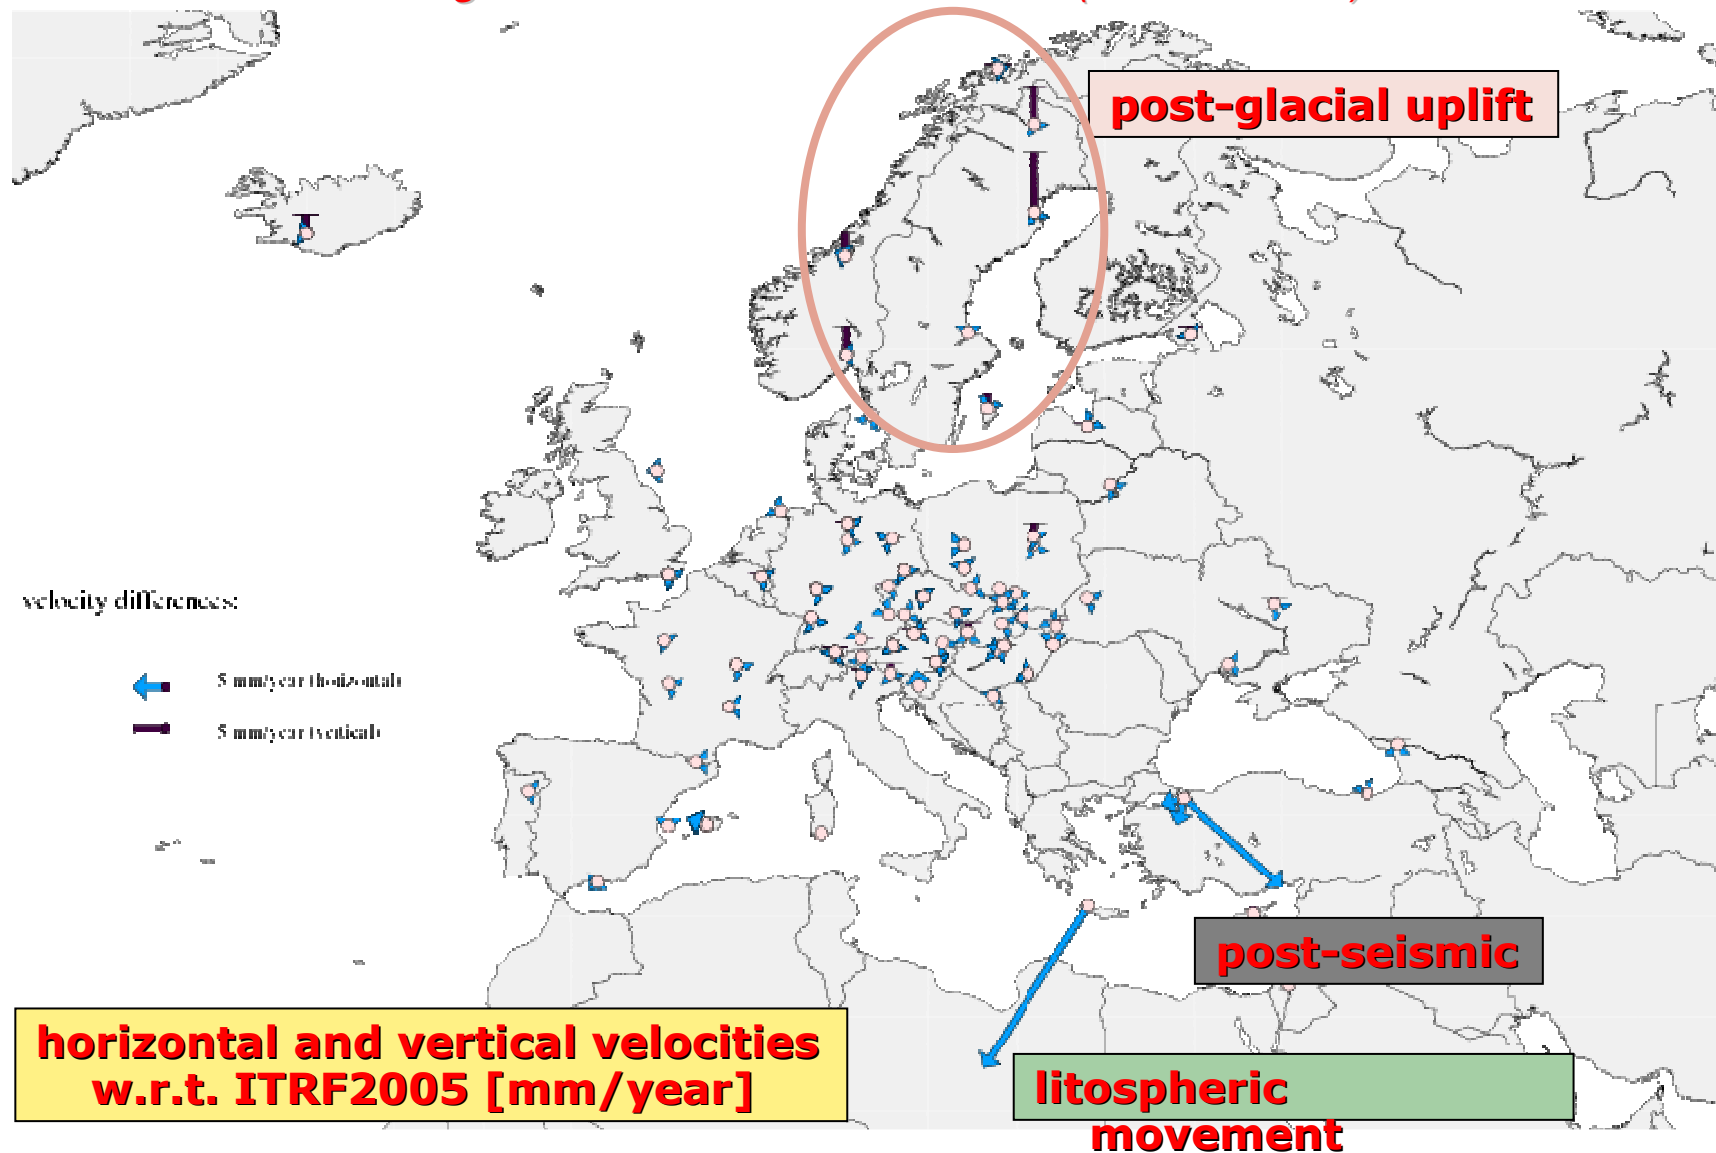 post-glacial uplift
velocity differences:
5 mm/year (horizontal)
5 mm/year (vertical)
post-seismic
horizontal and vertical velocities
w.r.t. ITRF2005 [mm/year]
litospheric
movement